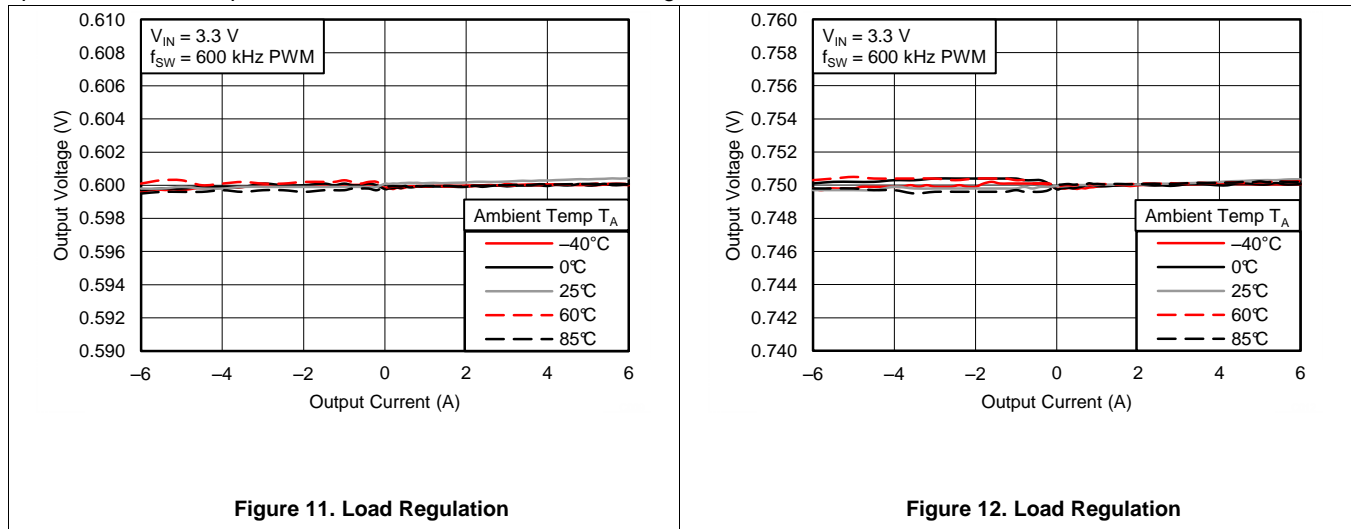 0.610
0.608
0.606
0.604
0.602
0.600
0.598
0.596
0.594
0.592
0.590
Output Voltage (V)
V_IN = 3.3 V
f_SW = 600 kHz PWM
Ambient Temp T_A
–40°C
0°C
25°C
60°C
85°C
–6 –4 –2 0 2 4 6
Output Current (A)
Figure 11. Load Regulation
0.760
0.758
0.756
0.754
0.752
0.750
0.748
0.746
0.744
0.742
0.740
Output Voltage (V)
V_IN = 3.3 V
f_SW = 600 kHz PWM
Ambient Temp T_A
–40°C
0°C
25°C
60°C
85°C
–6 –4 –2 0 2 4 6
Output Current (A)
Figure 12. Load Regulation